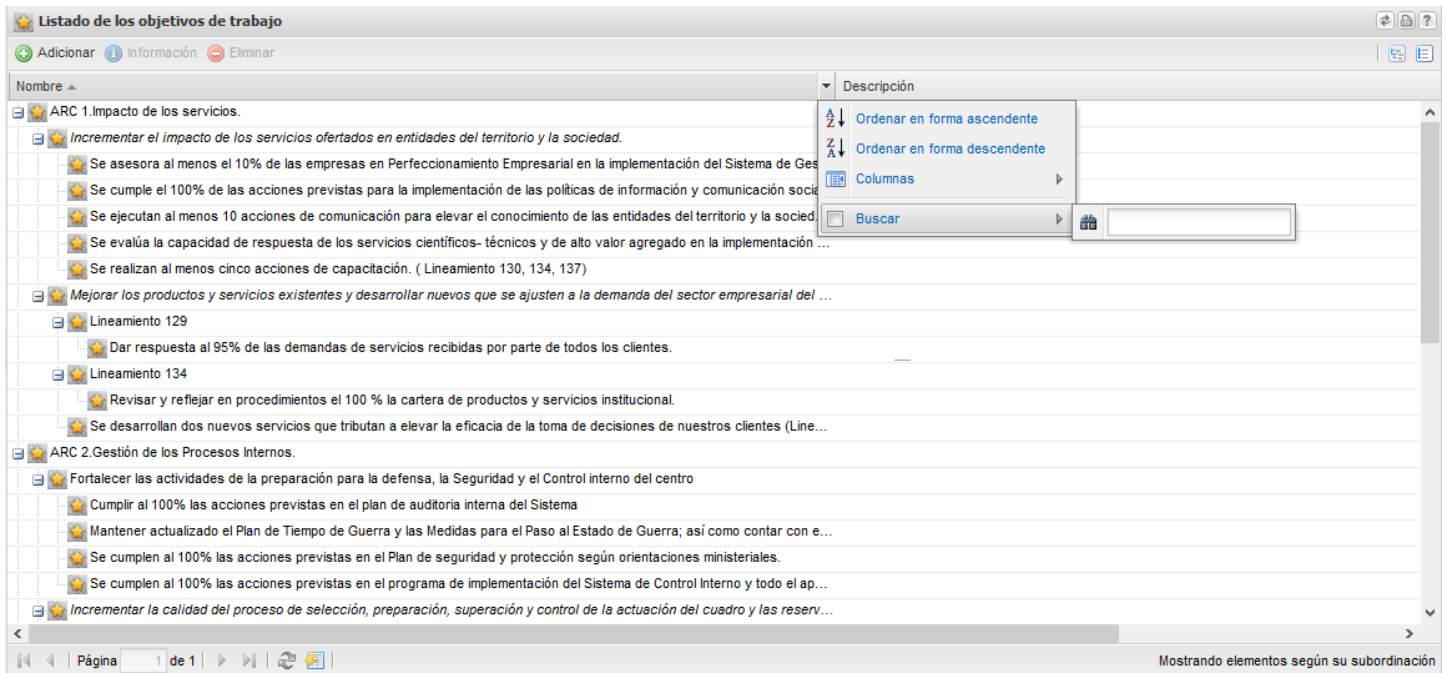 Listado de los objetivos de trabajo
?
Adicionar Información Eliminar
Nombre Descripción
ARC 1.Impacto de los servicios.
Incrementar el impacto de los servicios ofertados en entidades del territorio y la sociedad.
Se asesora al menos el 10% de las empresas en Perfeccionamiento Empresarial en la implementación del Sistema de Ges
Se cumple el 100% de las acciones previstas para la implementación de las políticas de información y comunicación socia
Se ejecutan al menos 10 acciones de comunicación para elevar el conocimiento de las entidades del territorio y la socied.
Se evalúa la capacidad de respuesta de los servicios científicos- técnicos y de alto valor agregado en la implementación ...
Se realizan al menos cinco acciones de capacitación. ( Lineamiento 130, 134, 137)
Mejorar los productos y servicios existentes y desarrollar nuevos que se ajusten a la demanda del sector empresarial del ...
Lineamiento 129
Dar respuesta al 95% de las demandas de servicios recibidas por parte de todos los clientes.
Lineamiento 134
Revisar y reflejar en procedimientos el 100 % la cartera de productos y servicios institucional.
Se desarrollan dos nuevos servicios que tributan a elevar la eficacia de la toma de decisiones de nuestros clientes (Line...
ARC 2.Gestión de los Procesos Internos.
Fortalecer las actividades de la preparación para la defensa, la Seguridad y el Control interno del centro
Cumplir al 100% las acciones previstas en el plan de auditoria interna del Sistema
Mantener actualizado el Plan de Tiempo de Guerra y las Medidas para el Paso al Estado de Guerra; así como contar con e...
Se cumplen al 100% las acciones previstas en el Plan de seguridad y protección según orientaciones ministeriales.
Se cumplen al 100% las acciones previstas en el programa de implementación del Sistema de Control Interno y todo el ap...
Incrementar la calidad del proceso de selección, preparación, superación y control de la actuación del cuadro y las reserv...
A Z Ordenar en forma ascendente
Z A Ordenar en forma descendente
Columnas
Buscar
Página 1 de 1
Mostrando elementos según su subordinación